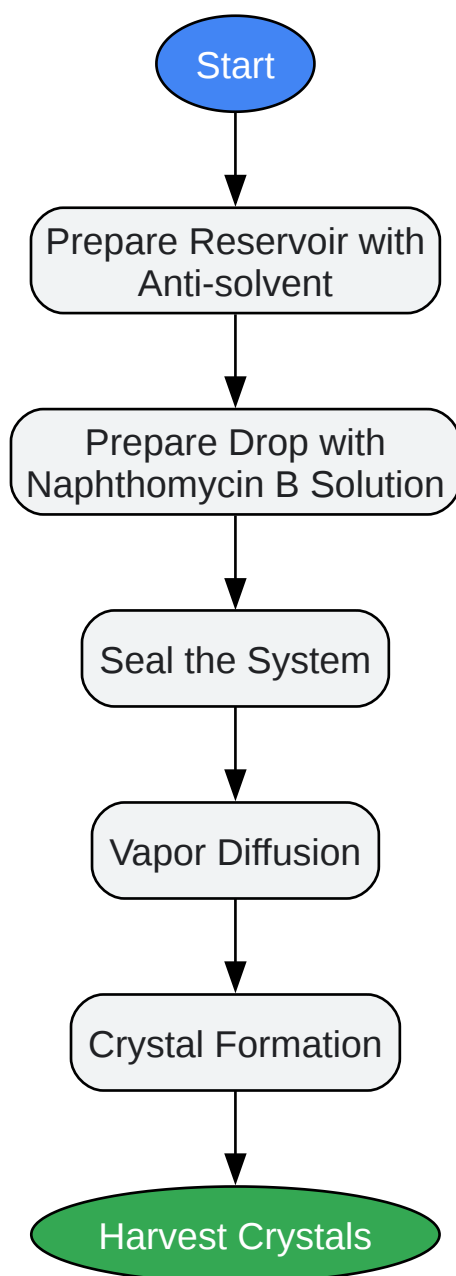 Start
Prepare Reservoir with
Anti-solvent
Prepare Drop with
Naphthomycin B Solution
Seal the System
Vapor Diffusion
Crystal Formation
Harvest Crystals